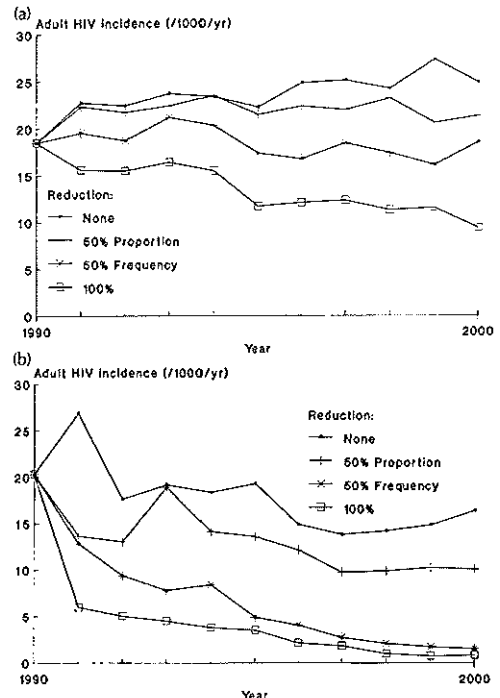 (a)
Adult HIV incidence (/1000/yr)
30
25
20
15
10
5
0
Reduction:
None
50% Proportion
50% Frequency
100%
1990
2000
Year
(b)
Adult HIV incidence (/1000/yr)
30
25
20
15
10
5
0
Reduction:
None
50% Proportion
50% Frequency
100%
1990
2000
Year